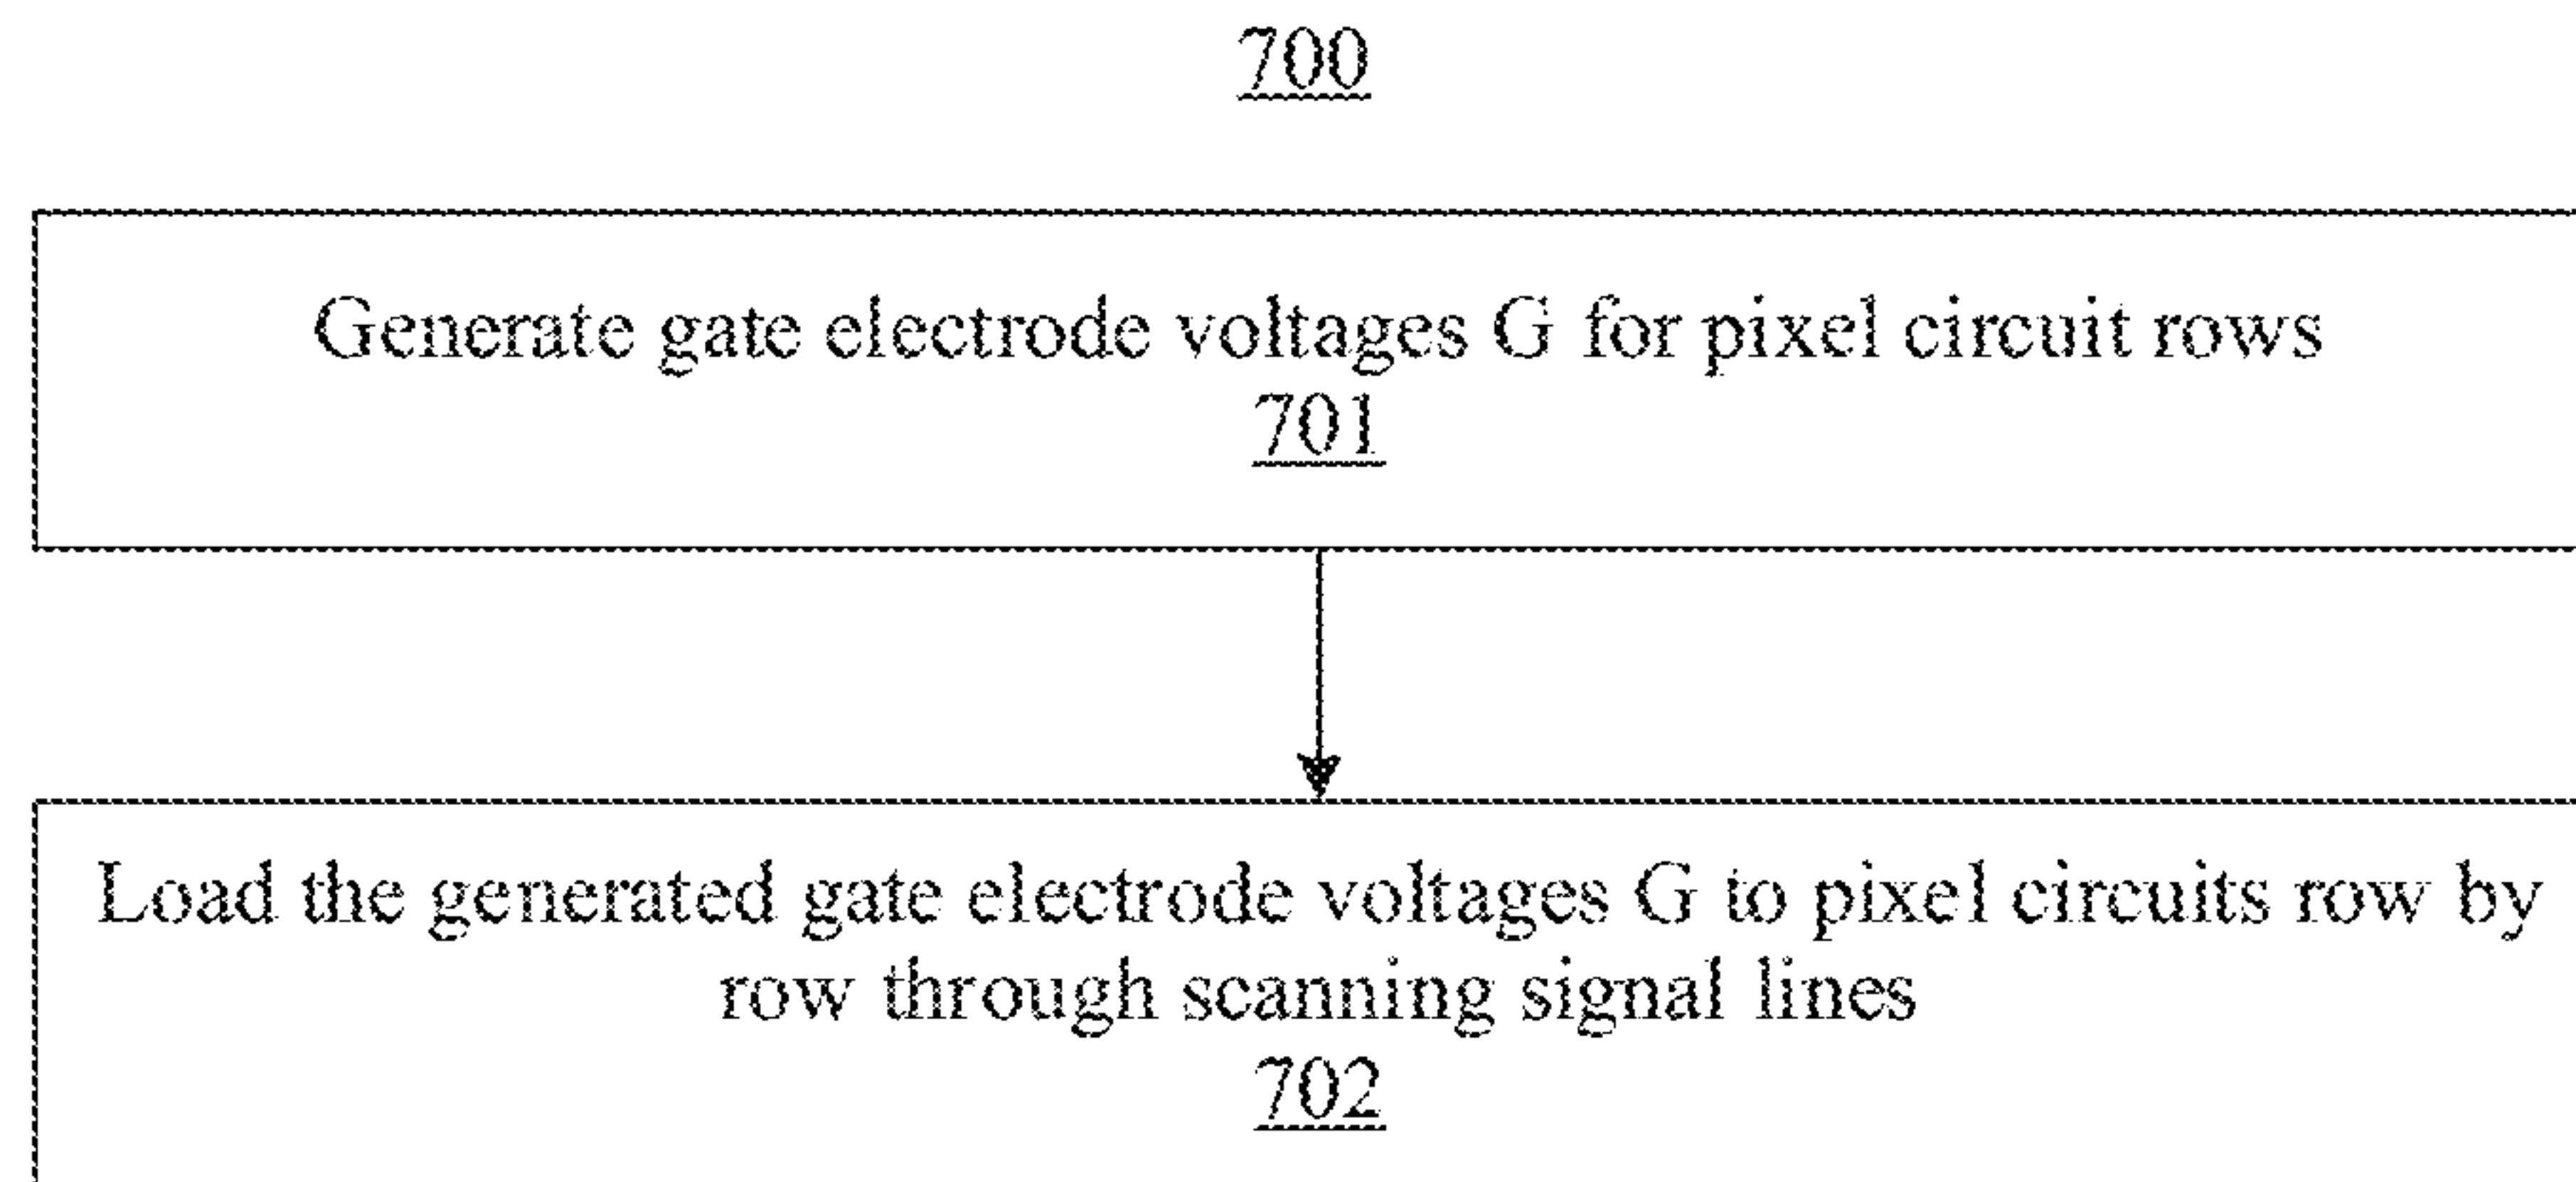 700
Generate gate electrode voltages G for pixel circuit rows
701
Load the generated gate electrode voltages G to pixel circuits row by
row through scanning signal lines
702